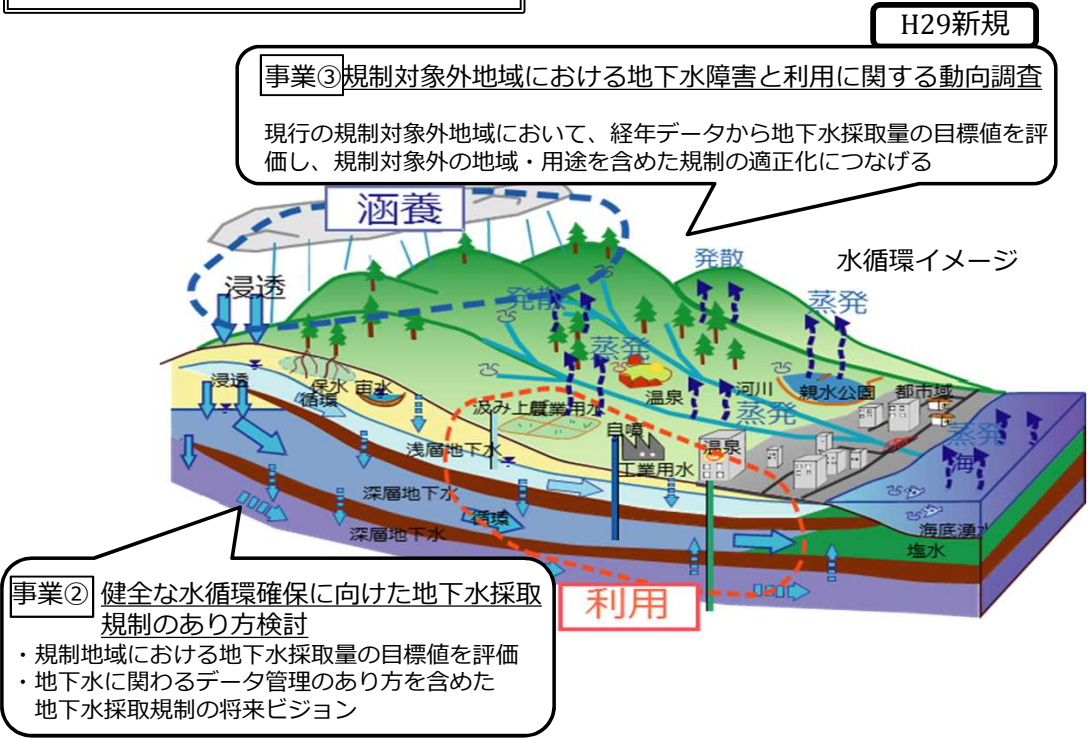 H29新規
事業③規制対象外地域における地下水障害と利用に関する動向調査
現行の規制対象外地域において、経年データから地下水採取量の目標値を評
価し、規制対象外の地域・用途を含めた規制の適正化につなげる
涵養
水循環イメージ
発散
浸透
発散
蒸発
蒸発
浸透
保水
宙水
循環
温泉
河川
親水公園
都市域
汲み上げ
農業用水
蒸発
自噴
蒸発
浅層地下水
温泉
工業用水
海
深層地下水
循環
海底湧水
深層地下水
塩水
利用
事業② 健全な水循環確保に向けた地下水採取
規制のあり方検討
・規制地域における地下水採取量の目標値を評価
・地下水に関わるデータ管理のあり方を含めた
地下水採取規制の将来ビジョン